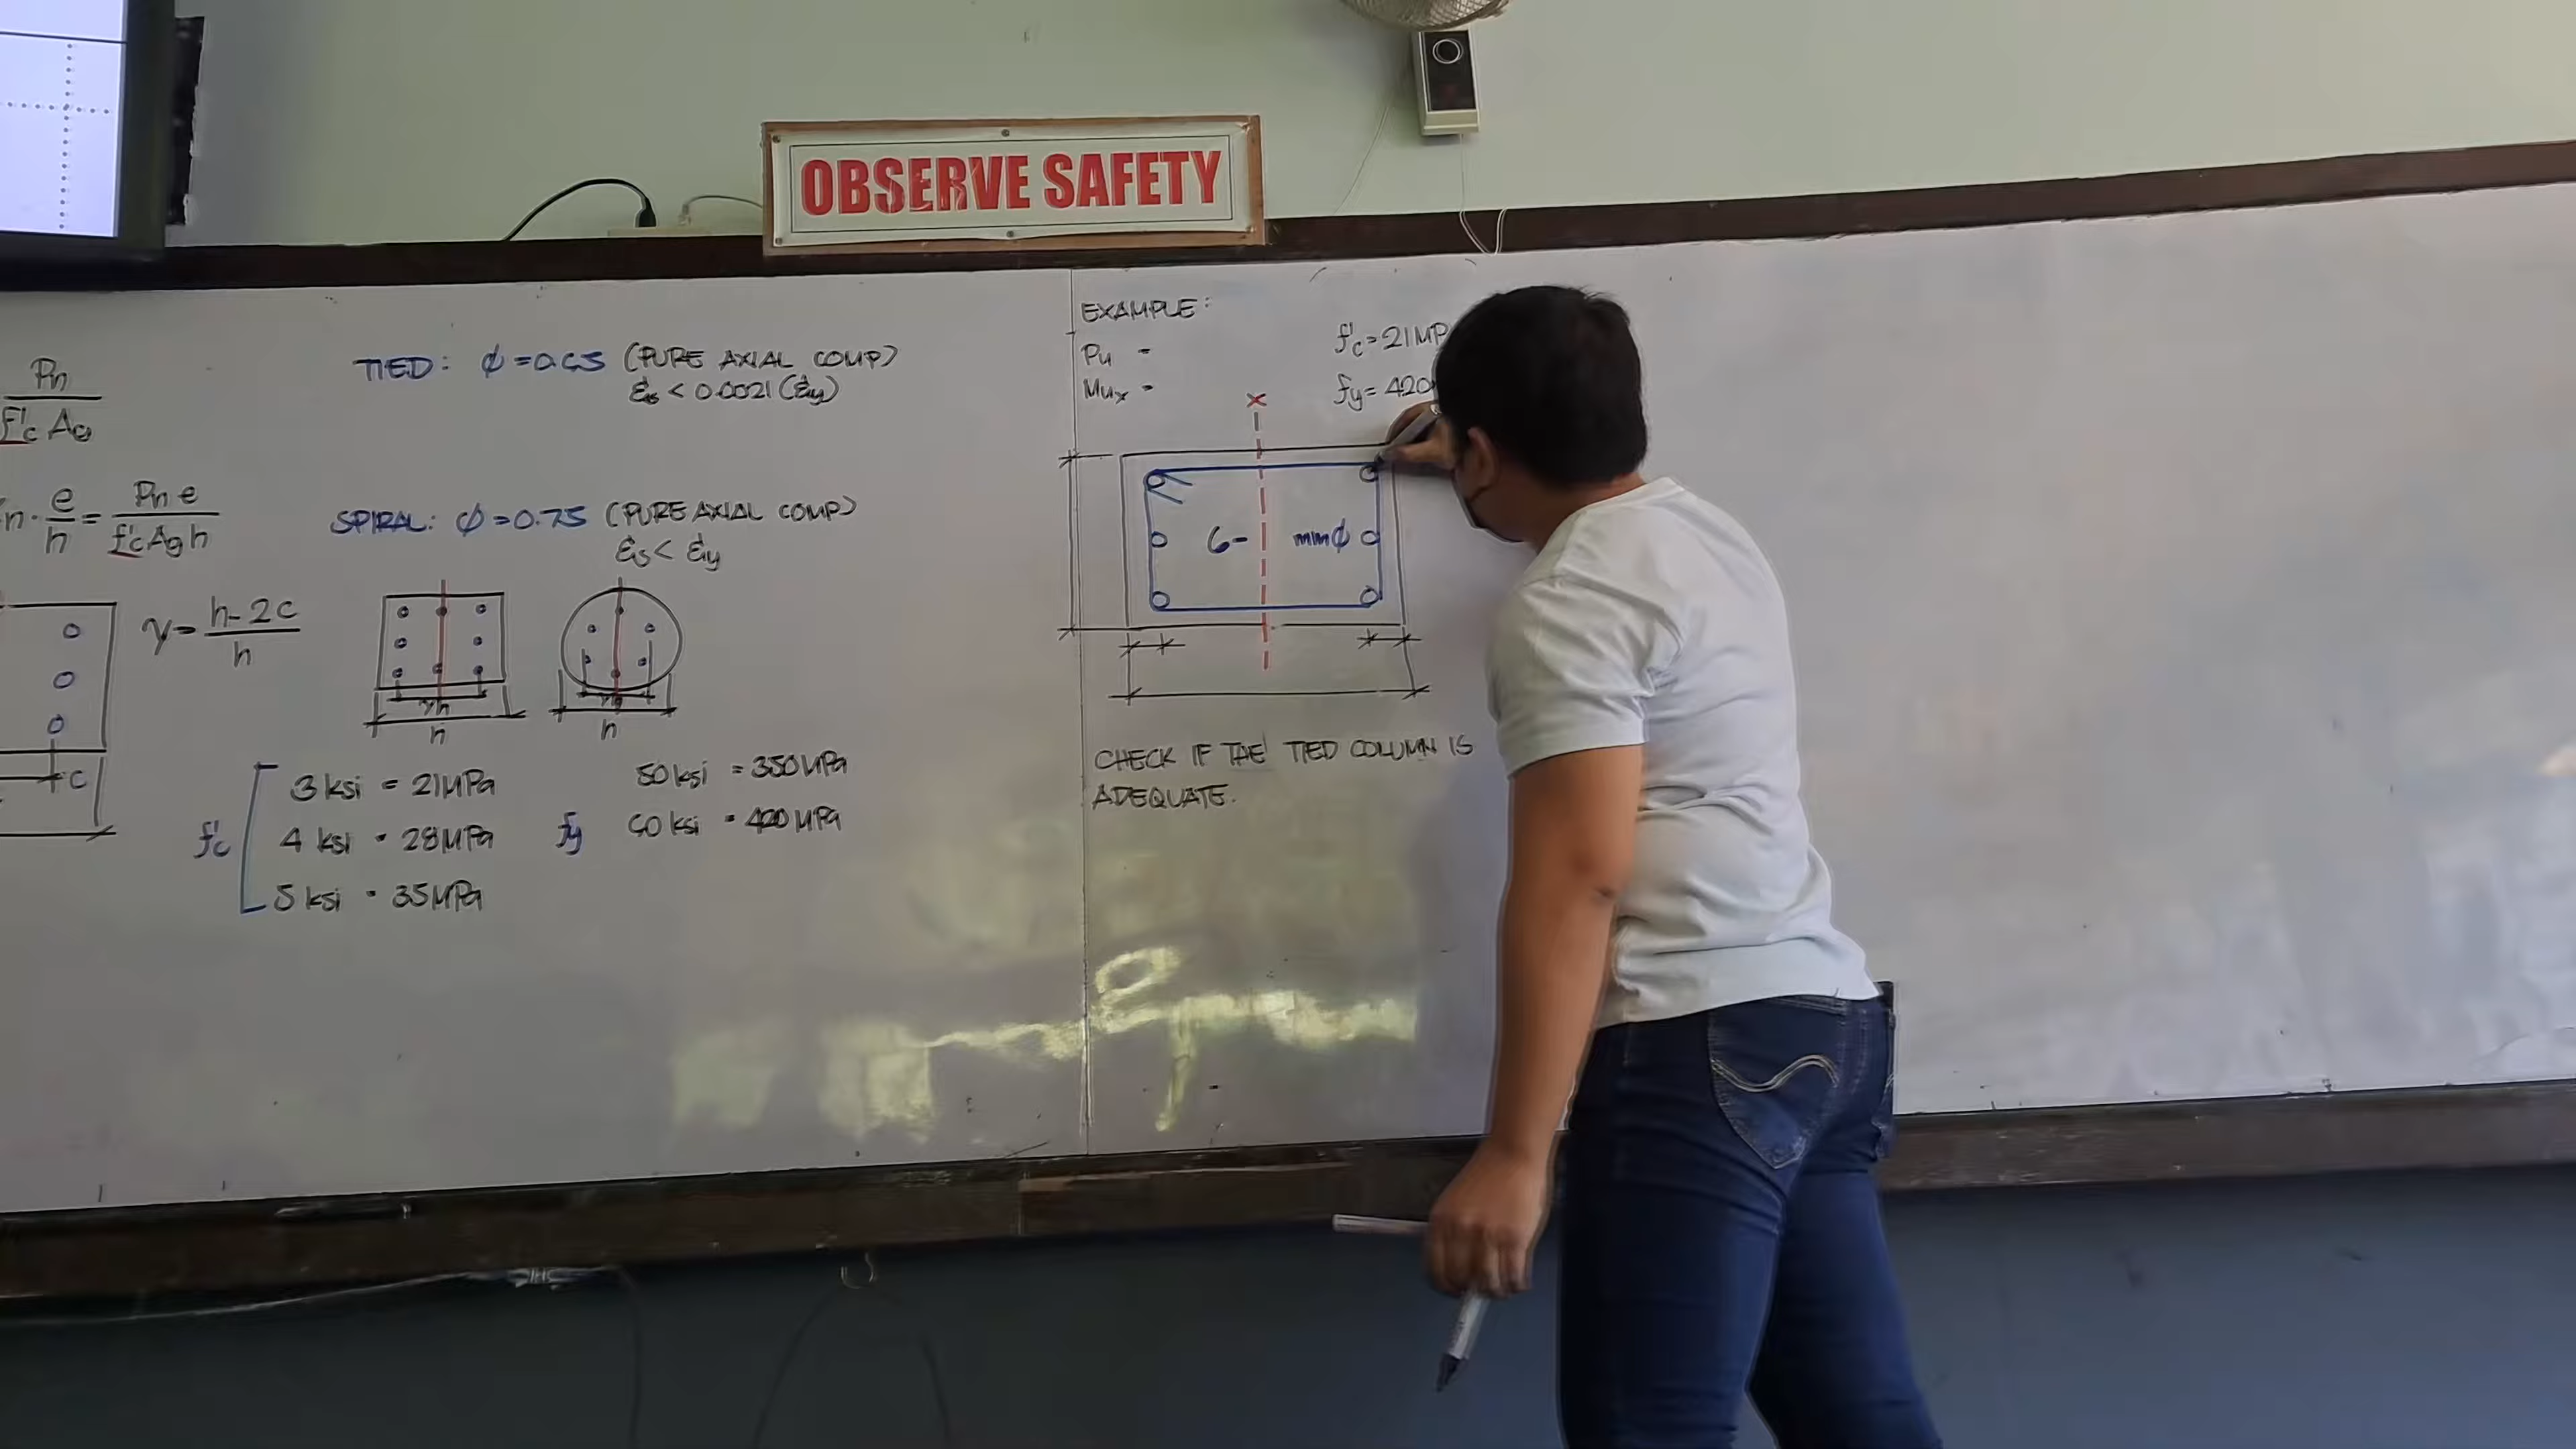 OBSERVE SAFETY
Pn
f'c Ag
n · e/h = Pn e / f'c Ag h
γ = h - 2c / h
c
TIED: φ = 0.65 (PURE AXIAL COMP)
εs < 0.0021 (εy)
SPIRAL: φ = 0.75 (PURE AXIAL COMP)
εs < εy
γh
h
γh
h
f'c
3 ksi = 21 MPa
4 ksi = 28 MPa
5 ksi = 35 MPa
fy
50 ksi = 350 MPa
60 ksi = 420 MPa
EXAMPLE:
Pu =
Mux =
f'c = 21 MP
fy = 420
x
6- mmφ
CHECK IF THE TIED COLUMN IS
ADEQUATE.